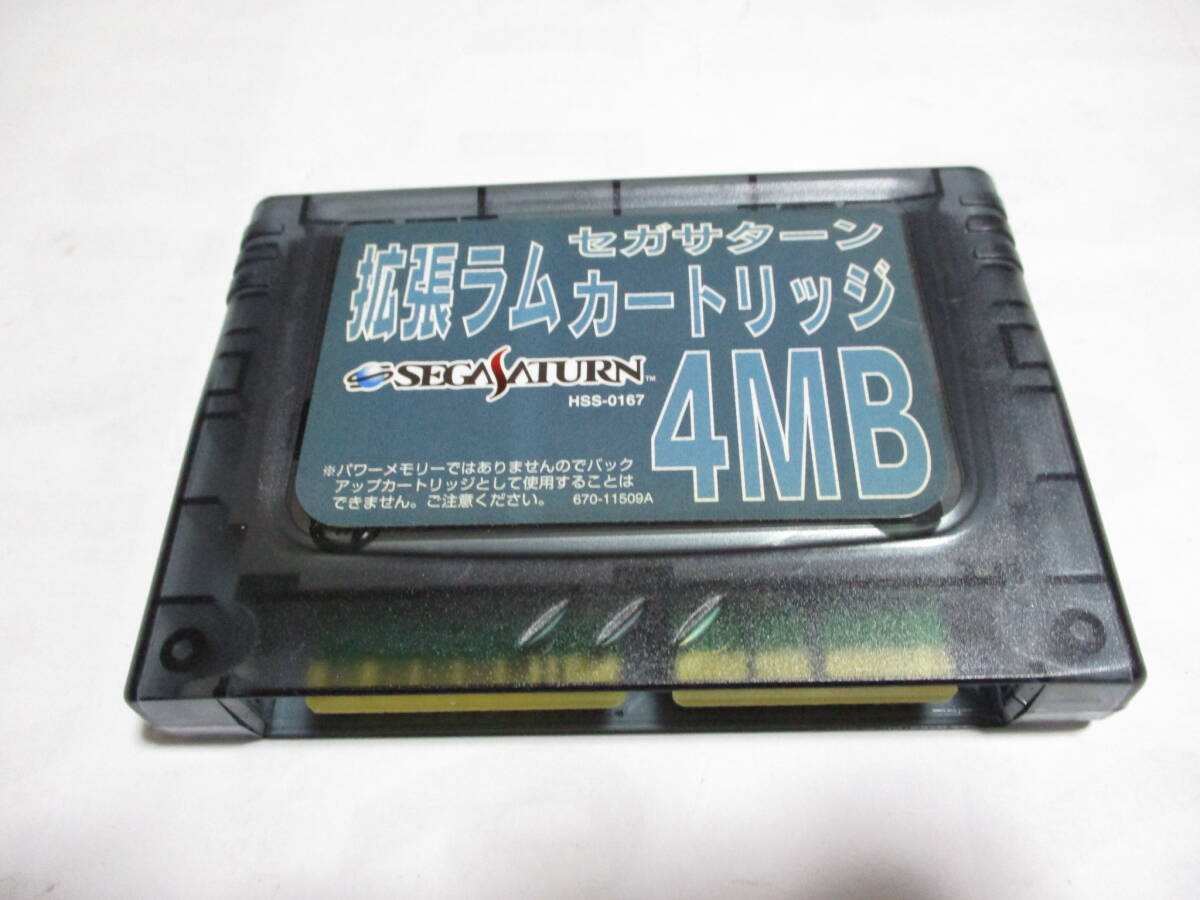 セガサターン
拡張ラムカートリッジ
SEGASATURN™
HSS-0167
4MB
※パワーメモリーではありませんのでバック
アップカートリッジとして使用することは
できません。ご注意ください。 670-11509A